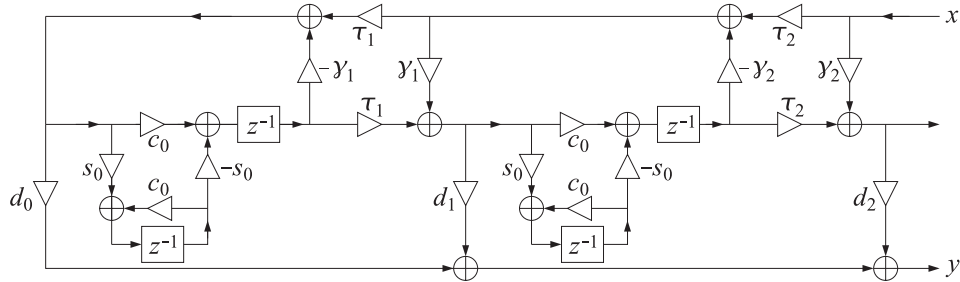 τ₁ τ₂ x
−γ₁ γ₁ −γ₂ γ₂
τ₁ τ₂
c₀ z⁻¹ c₀ z⁻¹
s₀ −s₀ s₀ −s₀
d₀ c₀ d₁ c₀ d₂
z⁻¹ z⁻¹
y